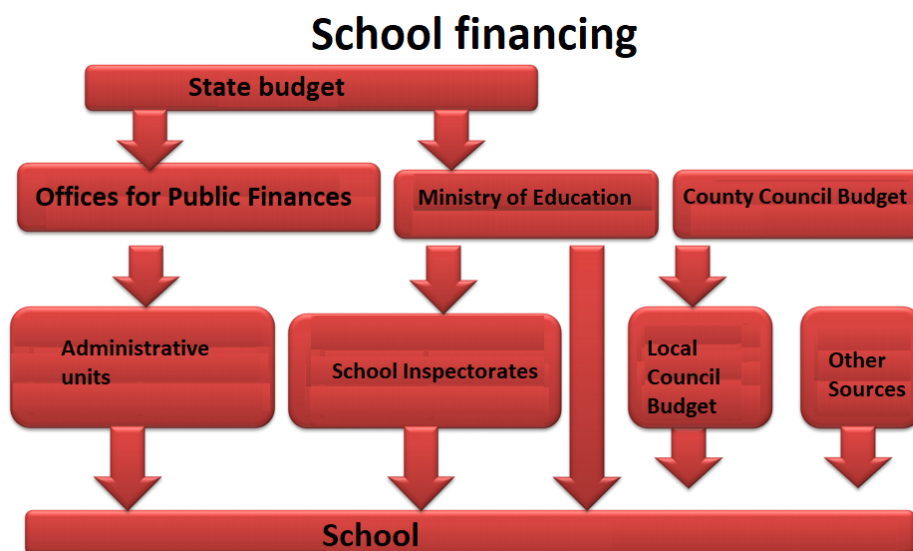 School financing
State budget
Offices for Public Finances
Ministry of Education
County Council Budget
Administrative
units
School Inspectorates
Local
Council
Budget
Other
Sources
School